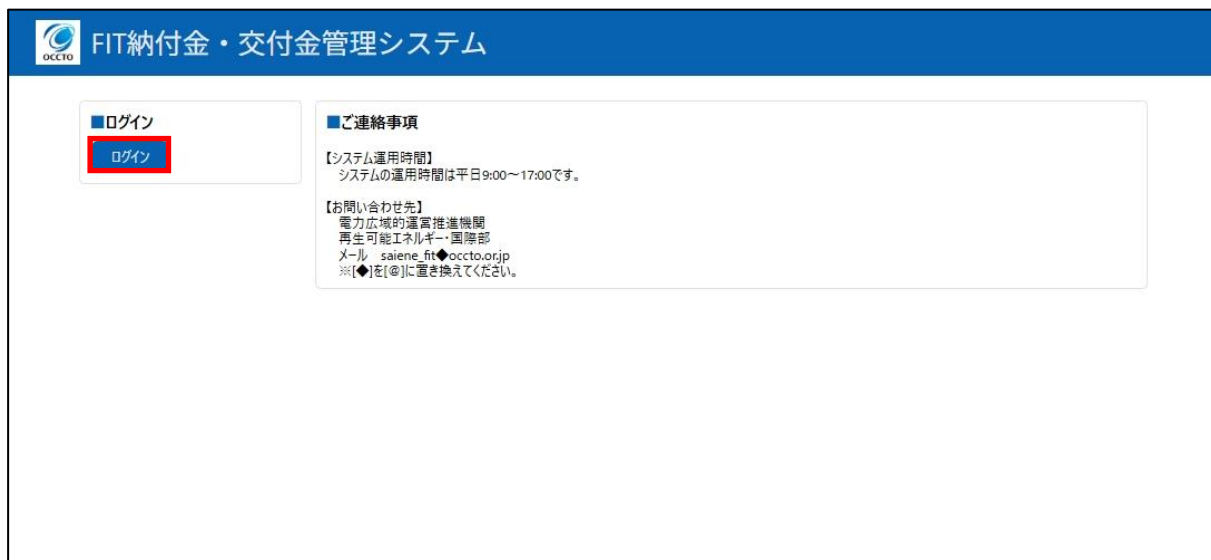 OCCTO
FIT納付金・交付金管理システム
■ログイン
ログイン
■ご連絡事項
【システム運用時間】
システムの運用時間は平日9:00～17:00です。
【お問い合わせ先】
電力広域的運営推進機関
再生可能エネルギー・国際部
メール saiene_fit◆occto.or.jp
※[◆]を[@]に置き換えてください。